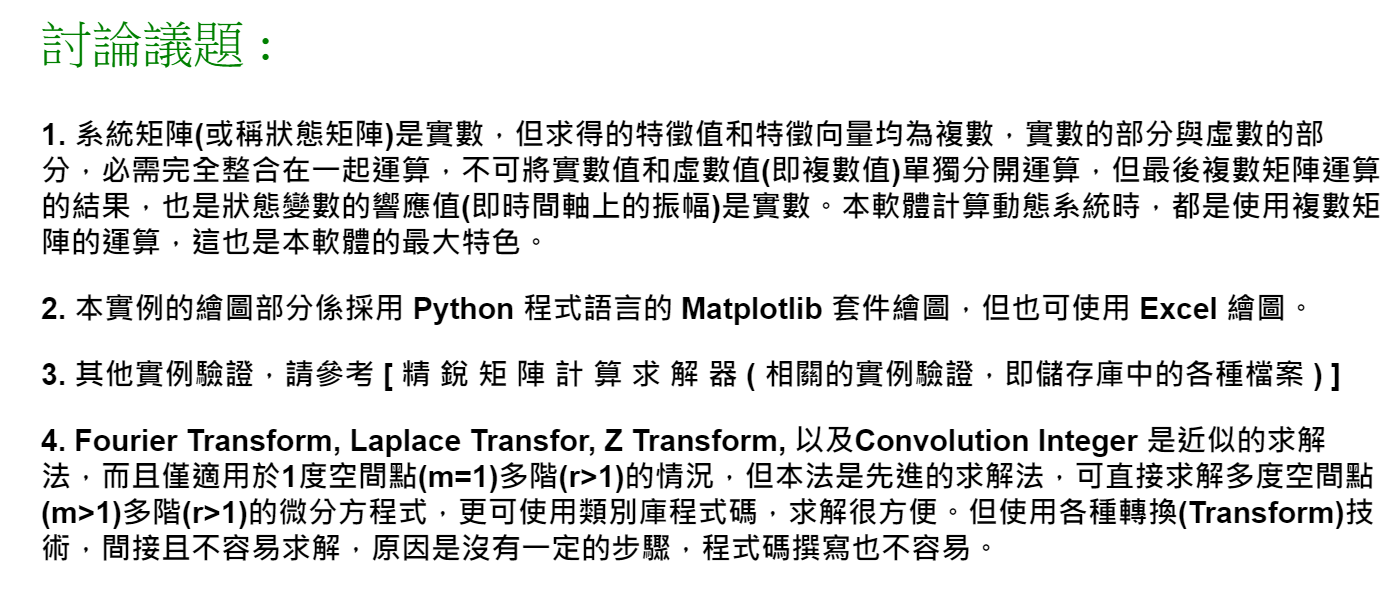 討論議題：
1. 系統矩陣(或稱狀態矩陣)是實數，但求得的特徵值和特徵向量均為複數，實數的部分與虛數的部
分，必需完全整合在一起運算，不可將實數值和虛數值(即複數值)單獨分開運算，但最後複數矩陣運算
的結果，也是狀態變數的響應值(即時間軸上的振幅)是實數。本軟體計算動態系統時，都是使用複數矩
陣的運算，這也是本軟體的最大特色。
2. 本實例的繪圖部分係採用 Python 程式語言的 Matplotlib 套件繪圖，但也可使用 Excel 繪圖。
3. 其他實例驗證，請參考 [ 精 銳 矩 陣 計 算 求 解 器 ( 相關的實例驗證，即儲存庫中的各種檔案 ) ]
4. Fourier Transform, Laplace Transfor, Z Transform, 以及Convolution Integer 是近似的求解
法，而且僅適用於1度空間點(m=1)多階(r>1)的情況，但本法是先進的求解法，可直接求解多度空間點
(m>1)多階(r>1)的微分方程式，更可使用類別庫程式碼，求解很方便。但使用各種轉換(Transform)技
術，間接且不容易求解，原因是沒有一定的步驟，程式碼撰寫也不容易。